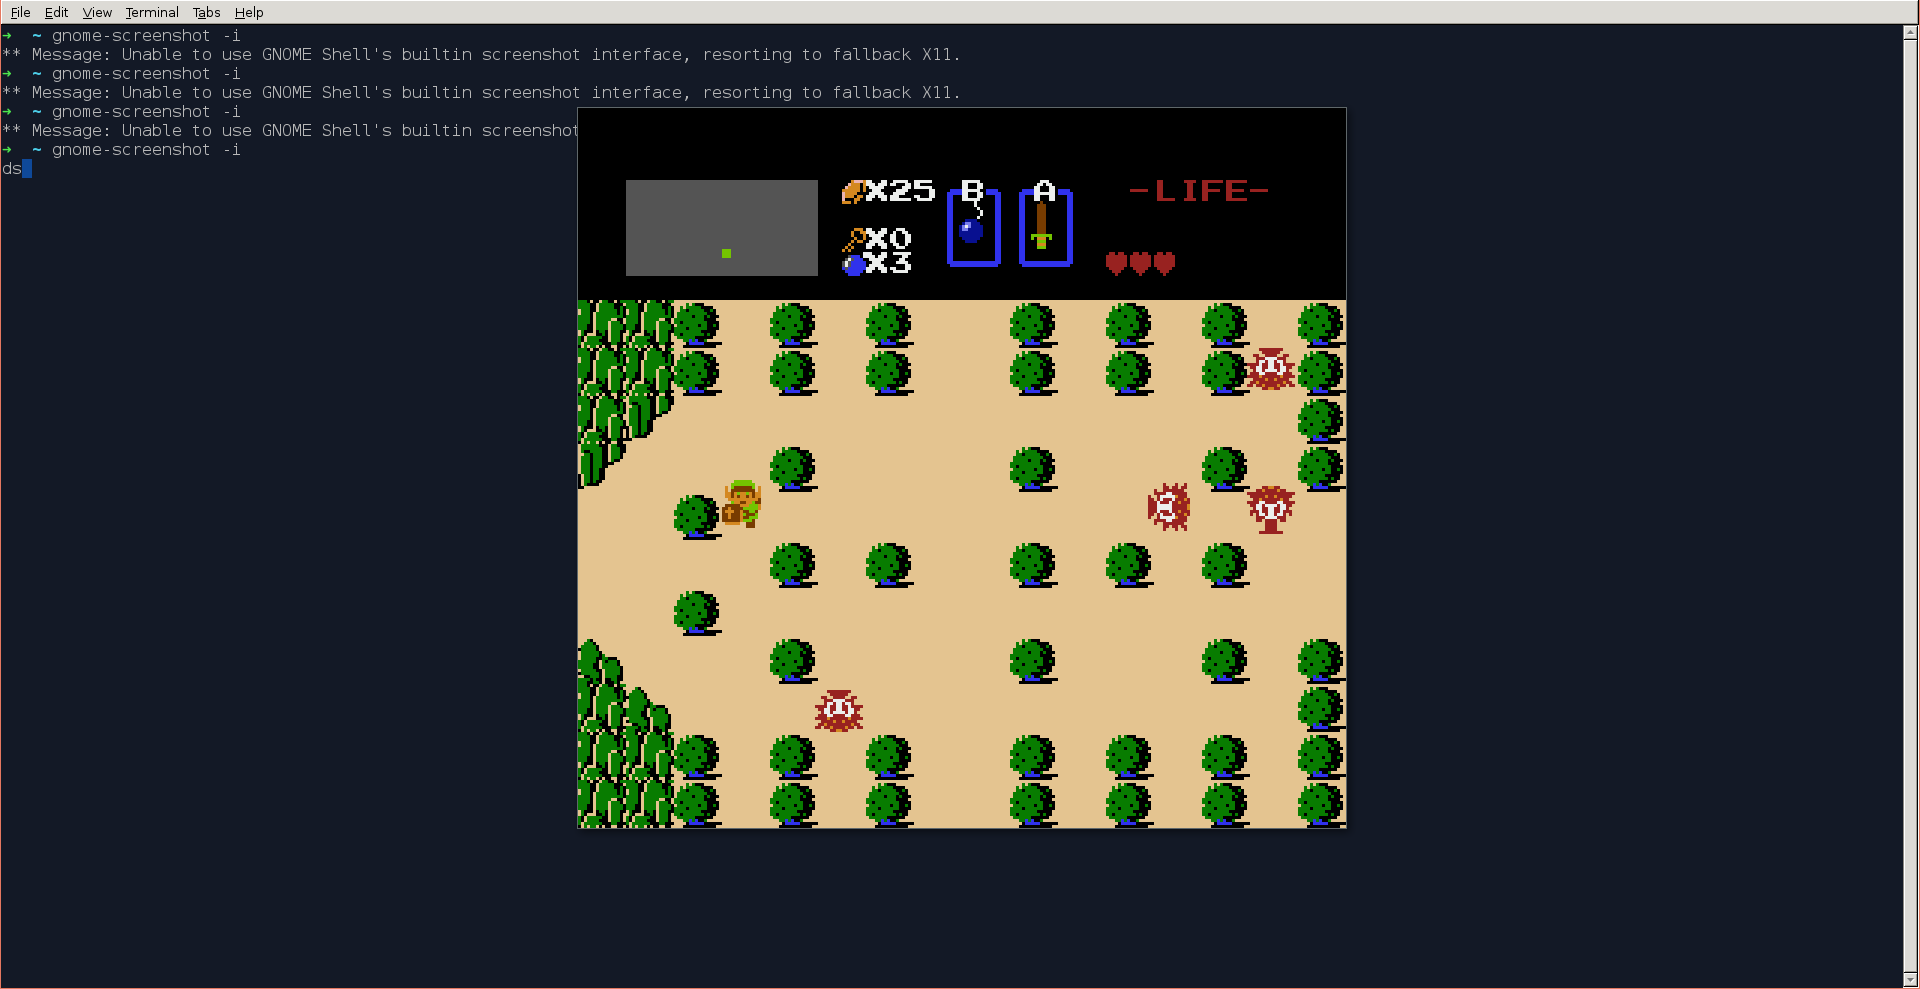 File Edit View Terminal Tabs Help
➜ ~ gnome-screenshot -i
** Message: Unable to use GNOME Shell's builtin screenshot interface, resorting to fallback X11.
➜ ~ gnome-screenshot -i
** Message: Unable to use GNOME Shell's builtin screenshot interface, resorting to fallback X11.
➜ ~ gnome-screenshot -i
** Message: Unable to use GNOME Shell's builtin screenshot
➜ ~ gnome-screenshot -i
ds
X25 B A -LIFE-
X0
X3